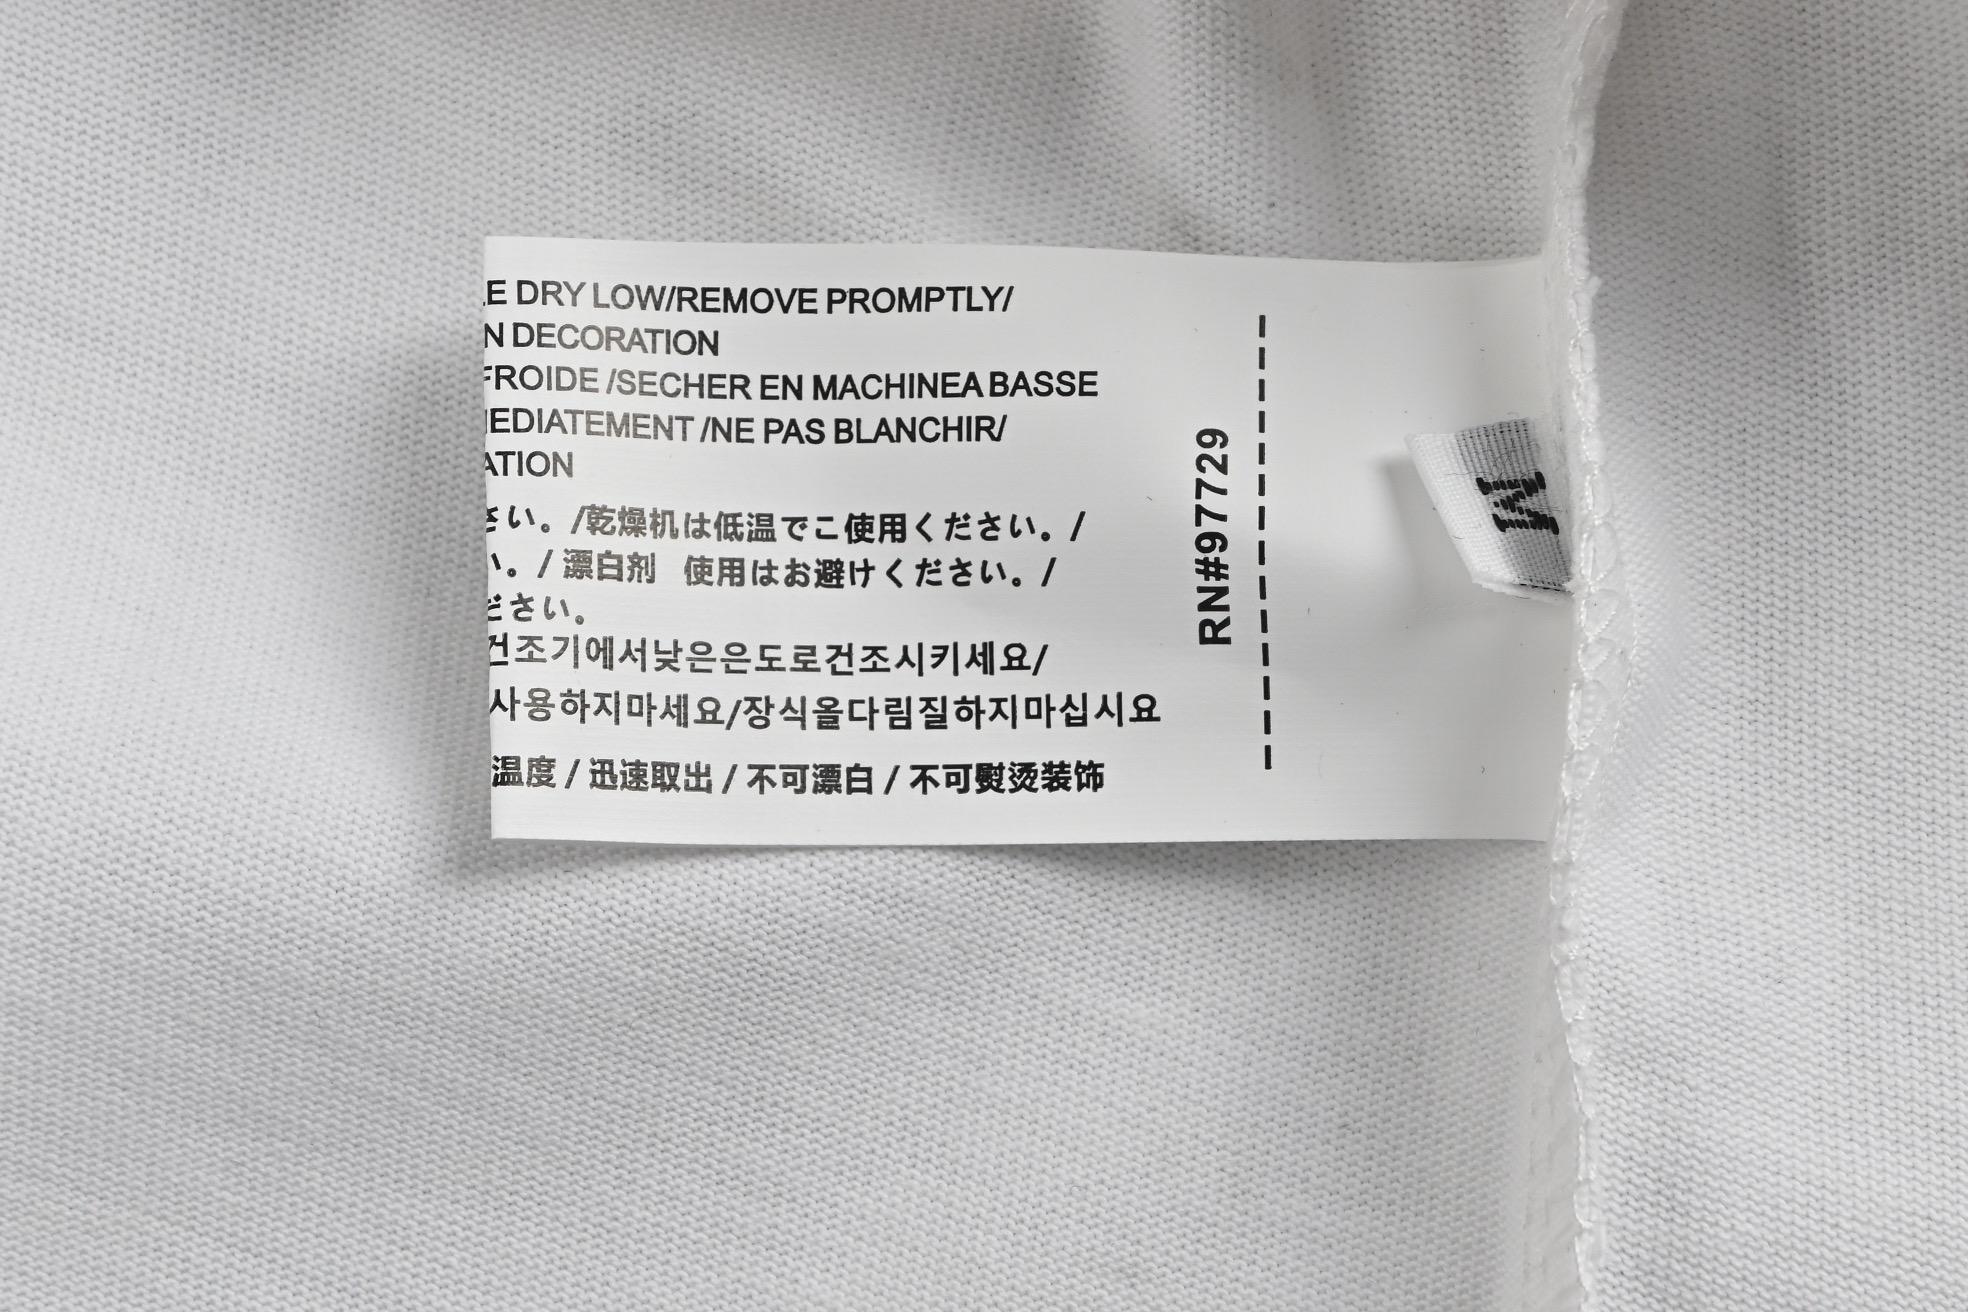 E DRY LOW/REMOVE PROMPTLY/
N DECORATION
FROIDE /SECHER EN MACHINEA BASSE
EDIATEMENT /NE PAS BLANCHIR/
ATION
さい。/乾燥机は低温でご使用ください。/
い。/ 漂白剤 使用はお避けください。/
ださい。
건조기에서낮은은도로건조시키세요/
사용하지마세요/장식올다림질하지마십시요
温度 / 迅速取出 / 不可漂白 / 不可熨烫装饰
RN#97729
M